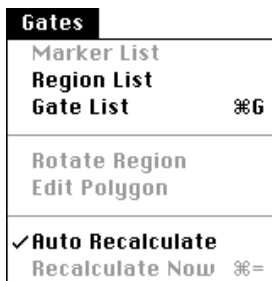 Gates
Marker List
Region List
Gate List ⌘G
Rotate Region
Edit Polygon
✓Auto Recalculate
Recalculate Now ⌘=